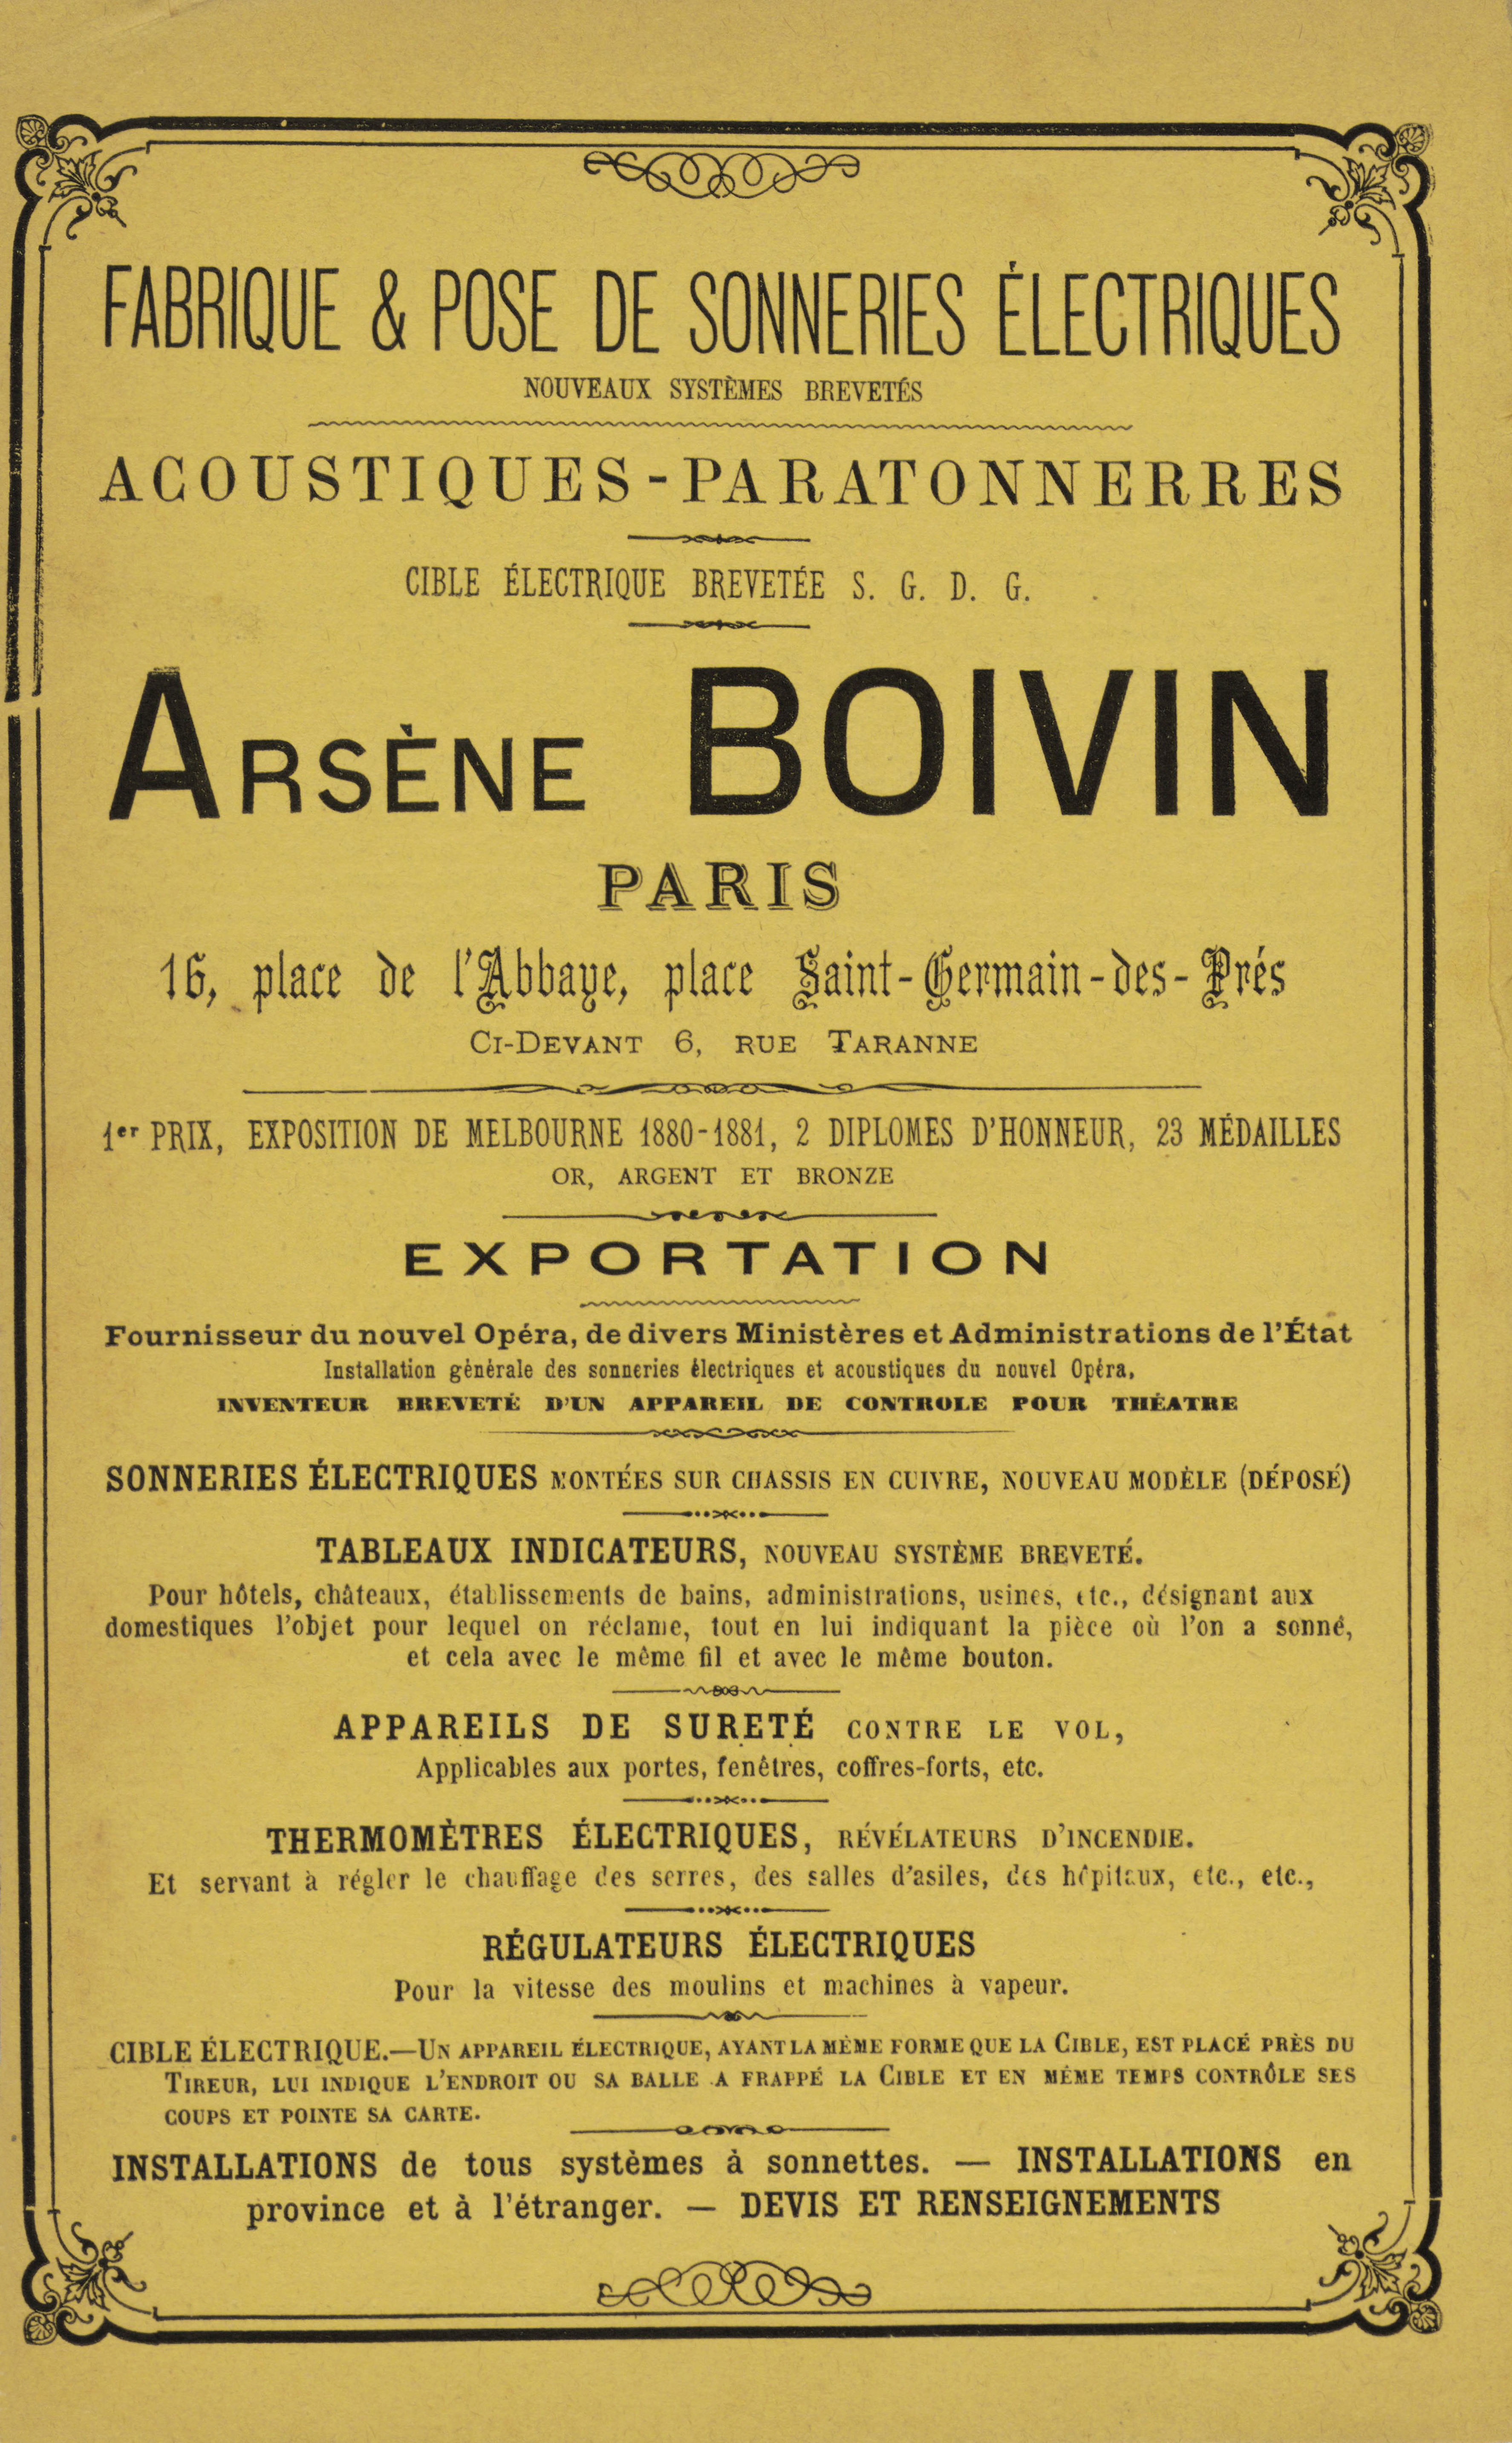 FABRIQUE & POSE DE SONNERIES ÉLECTRIQUES
NOUVEAUX SYSTÈMES BREVETÉS
ACOUSTIQUES-PARATONNERRES
CIBLE ÉLECTRIQUE BREVETÉE S. G. D. G.
ARSÈNE BOIVIN
PARIS
16, place de l'Abbaye, place Saint-Germain-des-Prés
CI-DEVANT 6, RUE TARANNE
1er PRIX, EXPOSITION DE MELBOURNE 1880-1881, 2 DIPLOMES D'HONNEUR, 23 MÉDAILLES
OR, ARGENT ET BRONZE
EXPORTATION
Fournisseur du nouvel Opéra, de divers Ministères et Administrations de l'État
Installation générale des sonneries électriques et acoustiques du nouvel Opéra,
INVENTEUR BREVETÉ D'UN APPAREIL DE CONTROLE POUR THÉATRE
SONNERIES ÉLECTRIQUES MONTÉES SUR CHASSIS EN CUIVRE, NOUVEAU MODÈLE (DÉPOSÉ)
TABLEAUX INDICATEURS, NOUVEAU SYSTÈME BREVETÉ.
Pour hôtels, châteaux, établissements de bains, administrations, usines, etc., désignant aux
domestiques l'objet pour lequel on réclame, tout en lui indiquant la pièce où l'on a sonné,
et cela avec le même fil et avec le même bouton.
APPAREILS DE SURETÉ CONTRE LE VOL,
Applicables aux portes, fenêtres, coffres-forts, etc.
THERMOMÈTRES ÉLECTRIQUES, RÉVÉLATEURS D'INCENDIE.
Et servant à régler le chauffage des serres, des salles d'asiles, des hôpitaux, etc., etc.,
RÉGULATEURS ÉLECTRIQUES
Pour la vitesse des moulins et machines à vapeur.
CIBLE ÉLECTRIQUE.—UN APPAREIL ÉLECTRIQUE, AYANT LA MÊME FORME QUE LA CIBLE, EST PLACÉ PRÈS DU
TIREUR, LUI INDIQUE L'ENDROIT OU SA BALLE A FRAPPÉ LA CIBLE ET EN MÊME TEMPS CONTRÔLE SES
COUPS ET POINTE SA CARTE.
INSTALLATIONS de tous systèmes à sonnettes. — INSTALLATIONS en
province et à l'étranger. — DEVIS ET RENSEIGNEMENTS